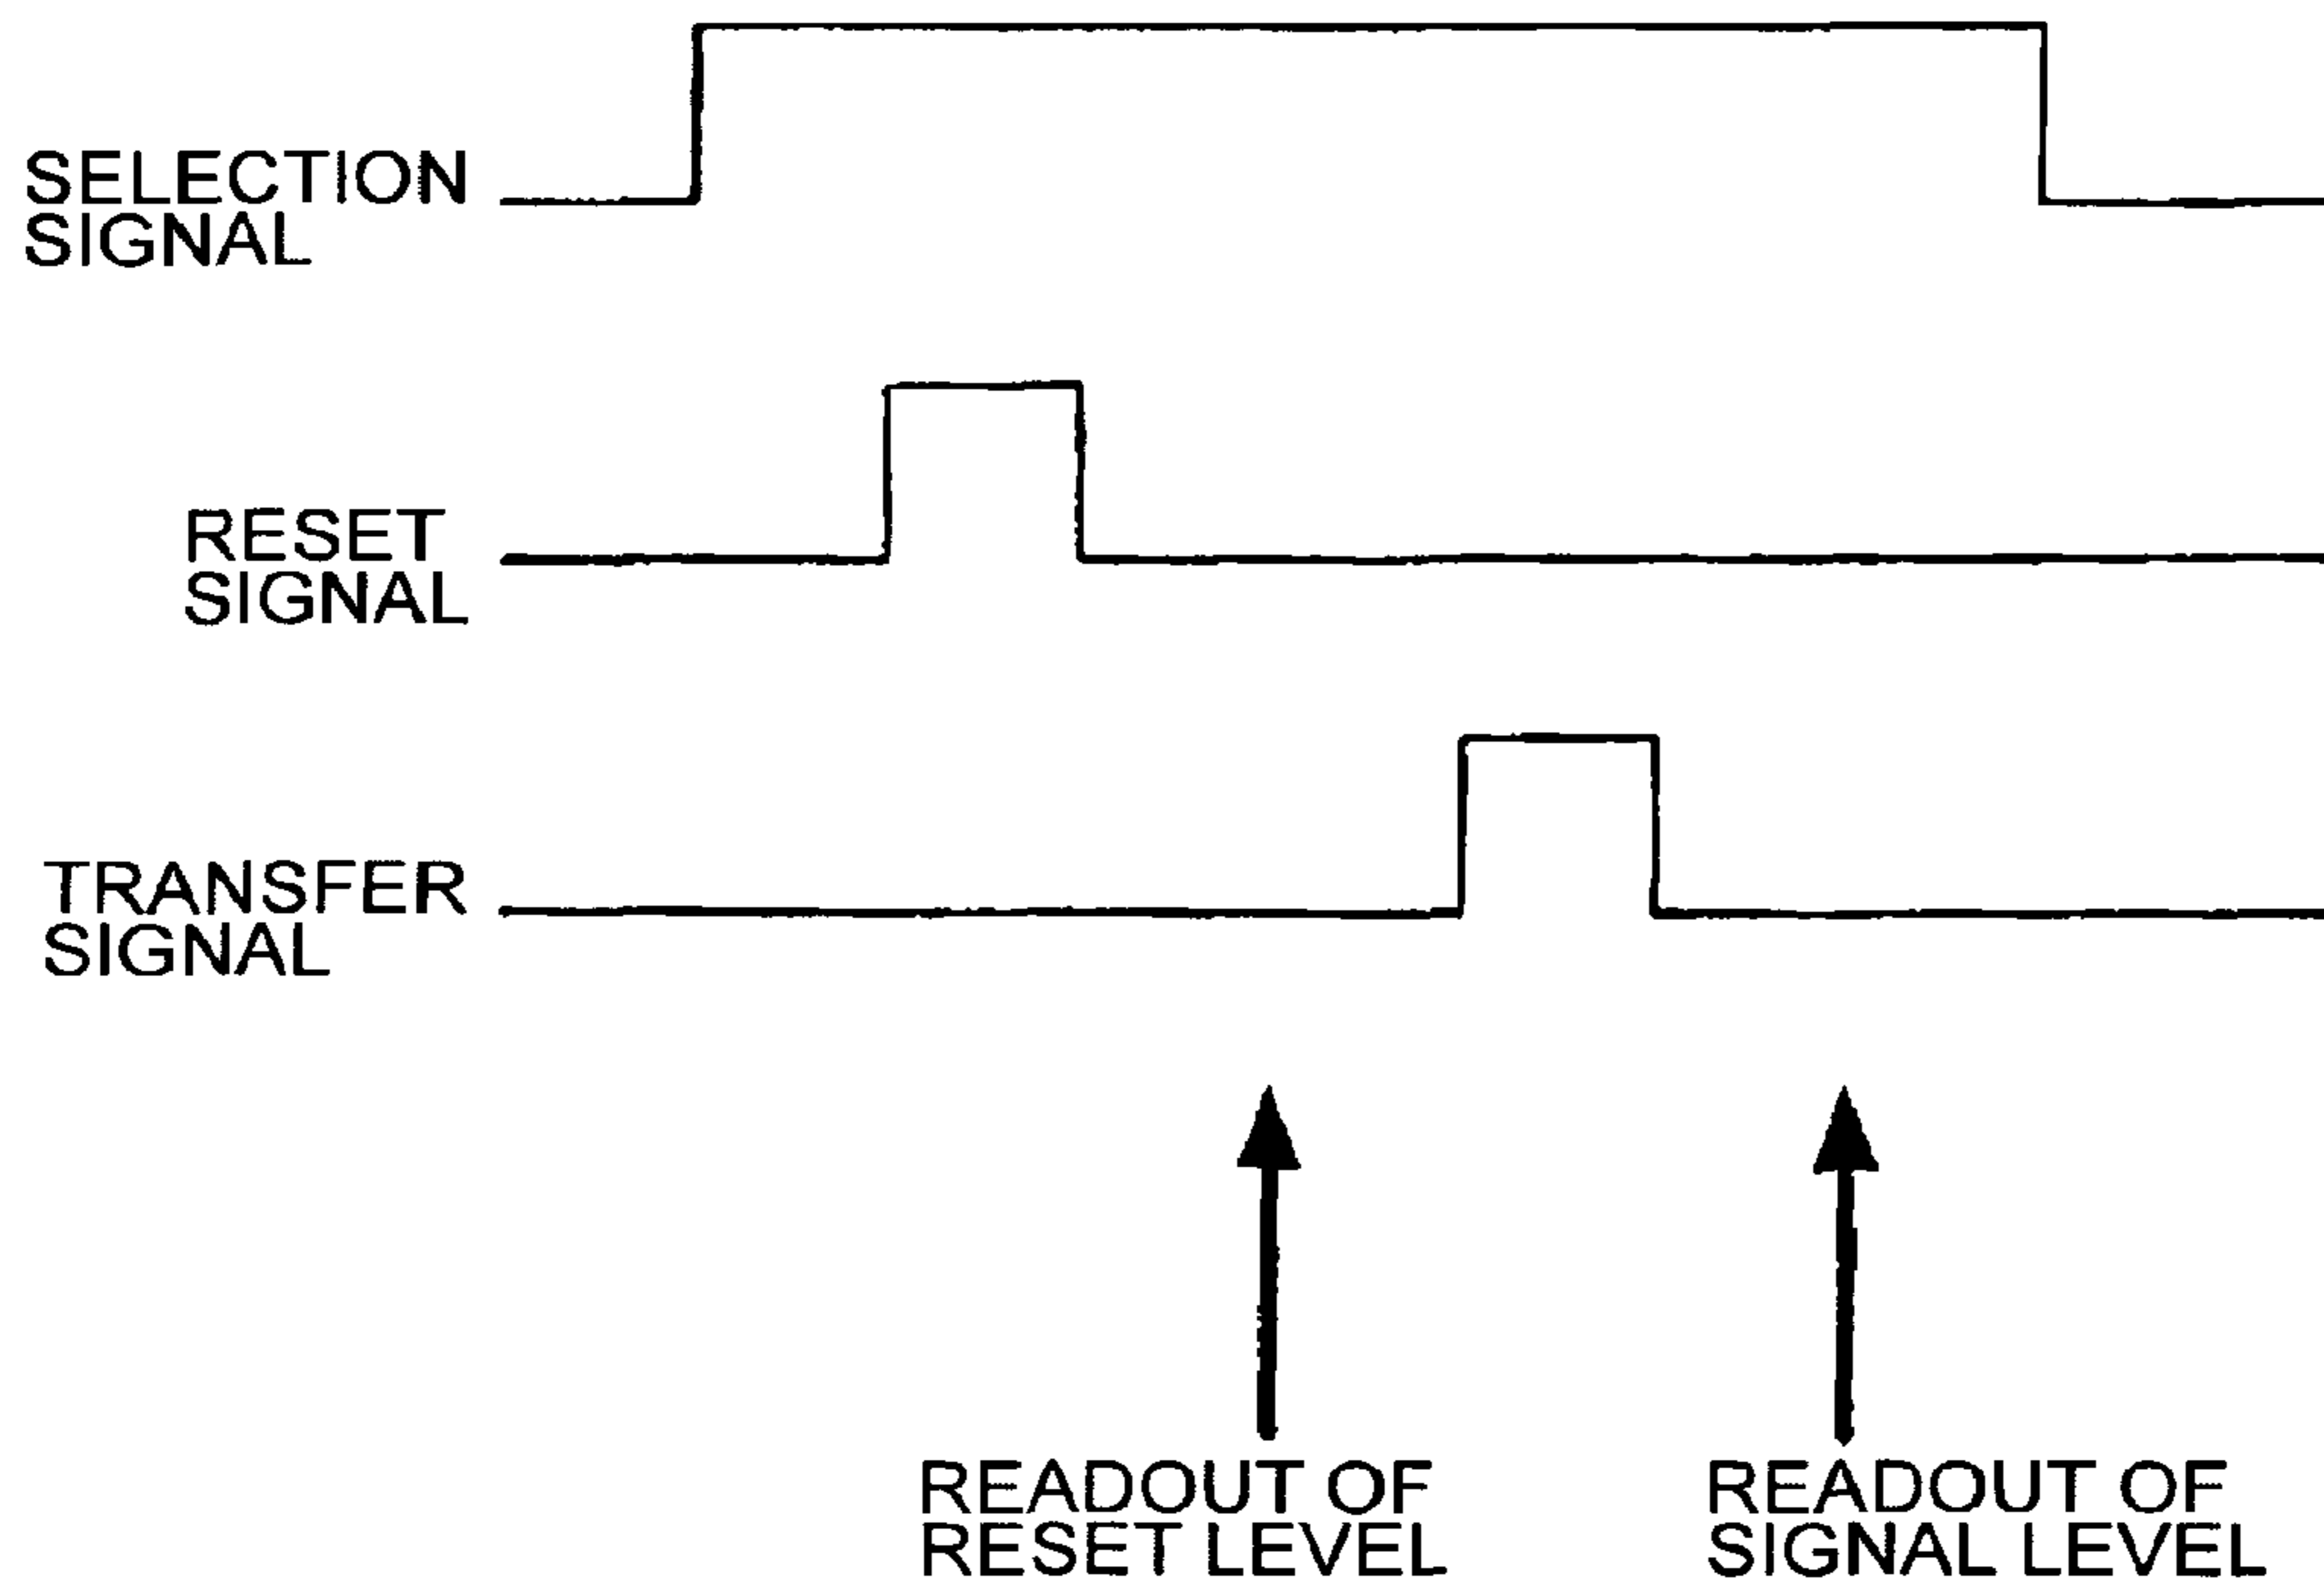 SELECTION
SIGNAL
RESET
SIGNAL
TRANSFER
SIGNAL
READOUT OF
RESET LEVEL
READOUT OF
SIGNAL LEVEL